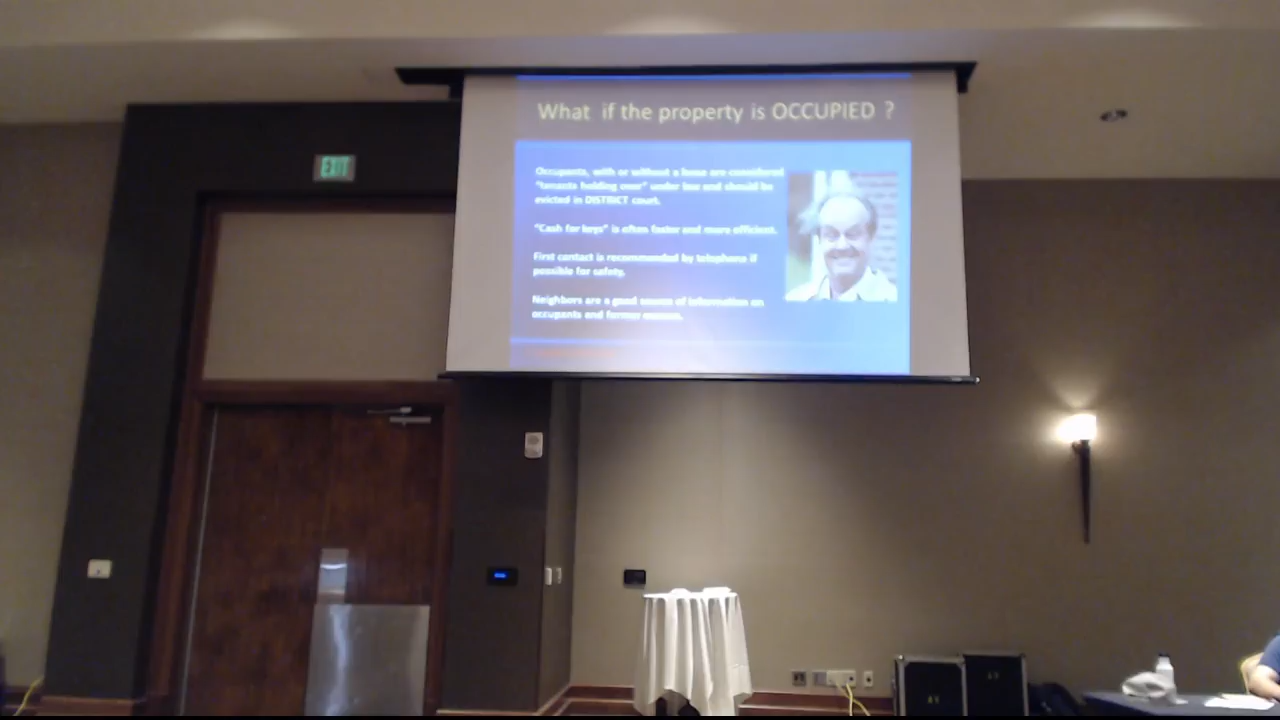 What if the property is OCCUPIED ?
EXIT
Occupants, with or without a lease are considered
"tenants holding over" under law and should be
evicted in DISTRICT court.
"Cash for keys" is often faster and more efficient.
First contact is recommended by telephone if
possible for safety.
Neighbors are a good source of information on
occupants and former owners.